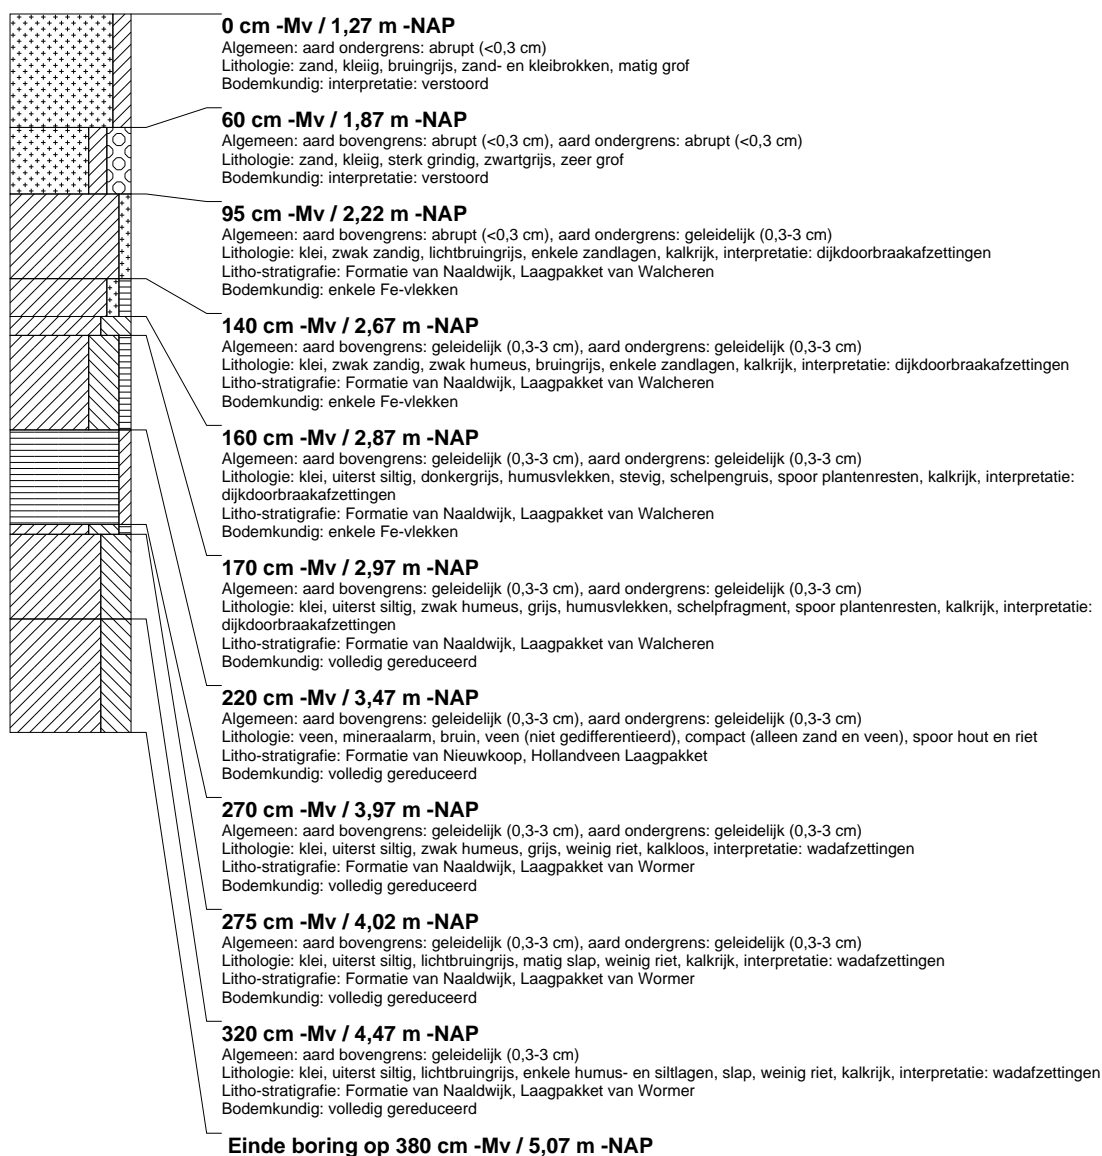 0 cm -Mv / 1,27 m -NAP
Algemeen: aard ondergrens: abrupt (<0,3 cm)
Lithologie: zand, kleiig, bruingrijs, zand- en kleibrokken, matig grof
Bodemkundig: interpretatie: verstoord
60 cm -Mv / 1,87 m -NAP
Algemeen: aard bovengrens: abrupt (<0,3 cm), aard ondergrens: abrupt (<0,3 cm)
Lithologie: zand, kleiig, sterk grindig, zwartgrijs, zeer grof
Bodemkundig: interpretatie: verstoord
95 cm -Mv / 2,22 m -NAP
Algemeen: aard bovengrens: abrupt (<0,3 cm), aard ondergrens: geleidelijk (0,3-3 cm)
Lithologie: klei, zwak zandig, lichtbruingrijs, enkele zandlagen, kalkrijk, interpretatie: dijkdoorbraakafzettingen
Litho-stratigrafie: Formatie van Naaldwijk, Laagpakket van Walcheren
Bodemkundig: enkele Fe-vlekken
140 cm -Mv / 2,67 m -NAP
Algemeen: aard bovengrens: geleidelijk (0,3-3 cm), aard ondergrens: geleidelijk (0,3-3 cm)
Lithologie: klei, zwak zandig, zwak humeus, bruingrijs, enkele zandlagen, kalkrijk, interpretatie: dijkdoorbraakafzettingen
Litho-stratigrafie: Formatie van Naaldwijk, Laagpakket van Walcheren
Bodemkundig: enkele Fe-vlekken
160 cm -Mv / 2,87 m -NAP
Algemeen: aard bovengrens: geleidelijk (0,3-3 cm), aard ondergrens: geleidelijk (0,3-3 cm)
Lithologie: klei, uiterst siltig, donkergrijs, humusvlekken, stevig, schelpengruis, spoor plantenresten, kalkrijk, interpretatie:
dijkdoorbraakafzettingen
Litho-stratigrafie: Formatie van Naaldwijk, Laagpakket van Walcheren
Bodemkundig: enkele Fe-vlekken
170 cm -Mv / 2,97 m -NAP
Algemeen: aard bovengrens: geleidelijk (0,3-3 cm), aard ondergrens: geleidelijk (0,3-3 cm)
Lithologie: klei, uiterst siltig, zwak humeus, grijs, humusvlekken, schelpfragment, spoor plantenresten, kalkrijk, interpretatie:
dijkdoorbraakafzettingen
Litho-stratigrafie: Formatie van Naaldwijk, Laagpakket van Walcheren
Bodemkundig: volledig gereduceerd
220 cm -Mv / 3,47 m -NAP
Algemeen: aard bovengrens: geleidelijk (0,3-3 cm), aard ondergrens: geleidelijk (0,3-3 cm)
Lithologie: veen, mineraalarm, bruin, veen (niet gedifferentieerd), compact (alleen zand en veen), spoor hout en riet
Litho-stratigrafie: Formatie van Nieuwkoop, Hollandveen Laagpakket
Bodemkundig: volledig gereduceerd
270 cm -Mv / 3,97 m -NAP
Algemeen: aard bovengrens: geleidelijk (0,3-3 cm), aard ondergrens: geleidelijk (0,3-3 cm)
Lithologie: klei, uiterst siltig, zwak humeus, grijs, weinig riet, kalkloos, interpretatie: wadafzettingen
Litho-stratigrafie: Formatie van Naaldwijk, Laagpakket van Wormer
Bodemkundig: volledig gereduceerd
275 cm -Mv / 4,02 m -NAP
Algemeen: aard bovengrens: geleidelijk (0,3-3 cm), aard ondergrens: geleidelijk (0,3-3 cm)
Lithologie: klei, uiterst siltig, lichtbruingrijs, matig slap, weinig riet, kalkrijk, interpretatie: wadafzettingen
Litho-stratigrafie: Formatie van Naaldwijk, Laagpakket van Wormer
Bodemkundig: volledig gereduceerd
320 cm -Mv / 4,47 m -NAP
Algemeen: aard bovengrens: geleidelijk (0,3-3 cm)
Lithologie: klei, uiterst siltig, lichtbruingrijs, enkele humus- en siltlagen, slap, weinig riet, kalkrijk, interpretatie: wadafzettingen
Litho-stratigrafie: Formatie van Naaldwijk, Laagpakket van Wormer
Bodemkundig: volledig gereduceerd
Einde boring op 380 cm -Mv / 5,07 m -NAP